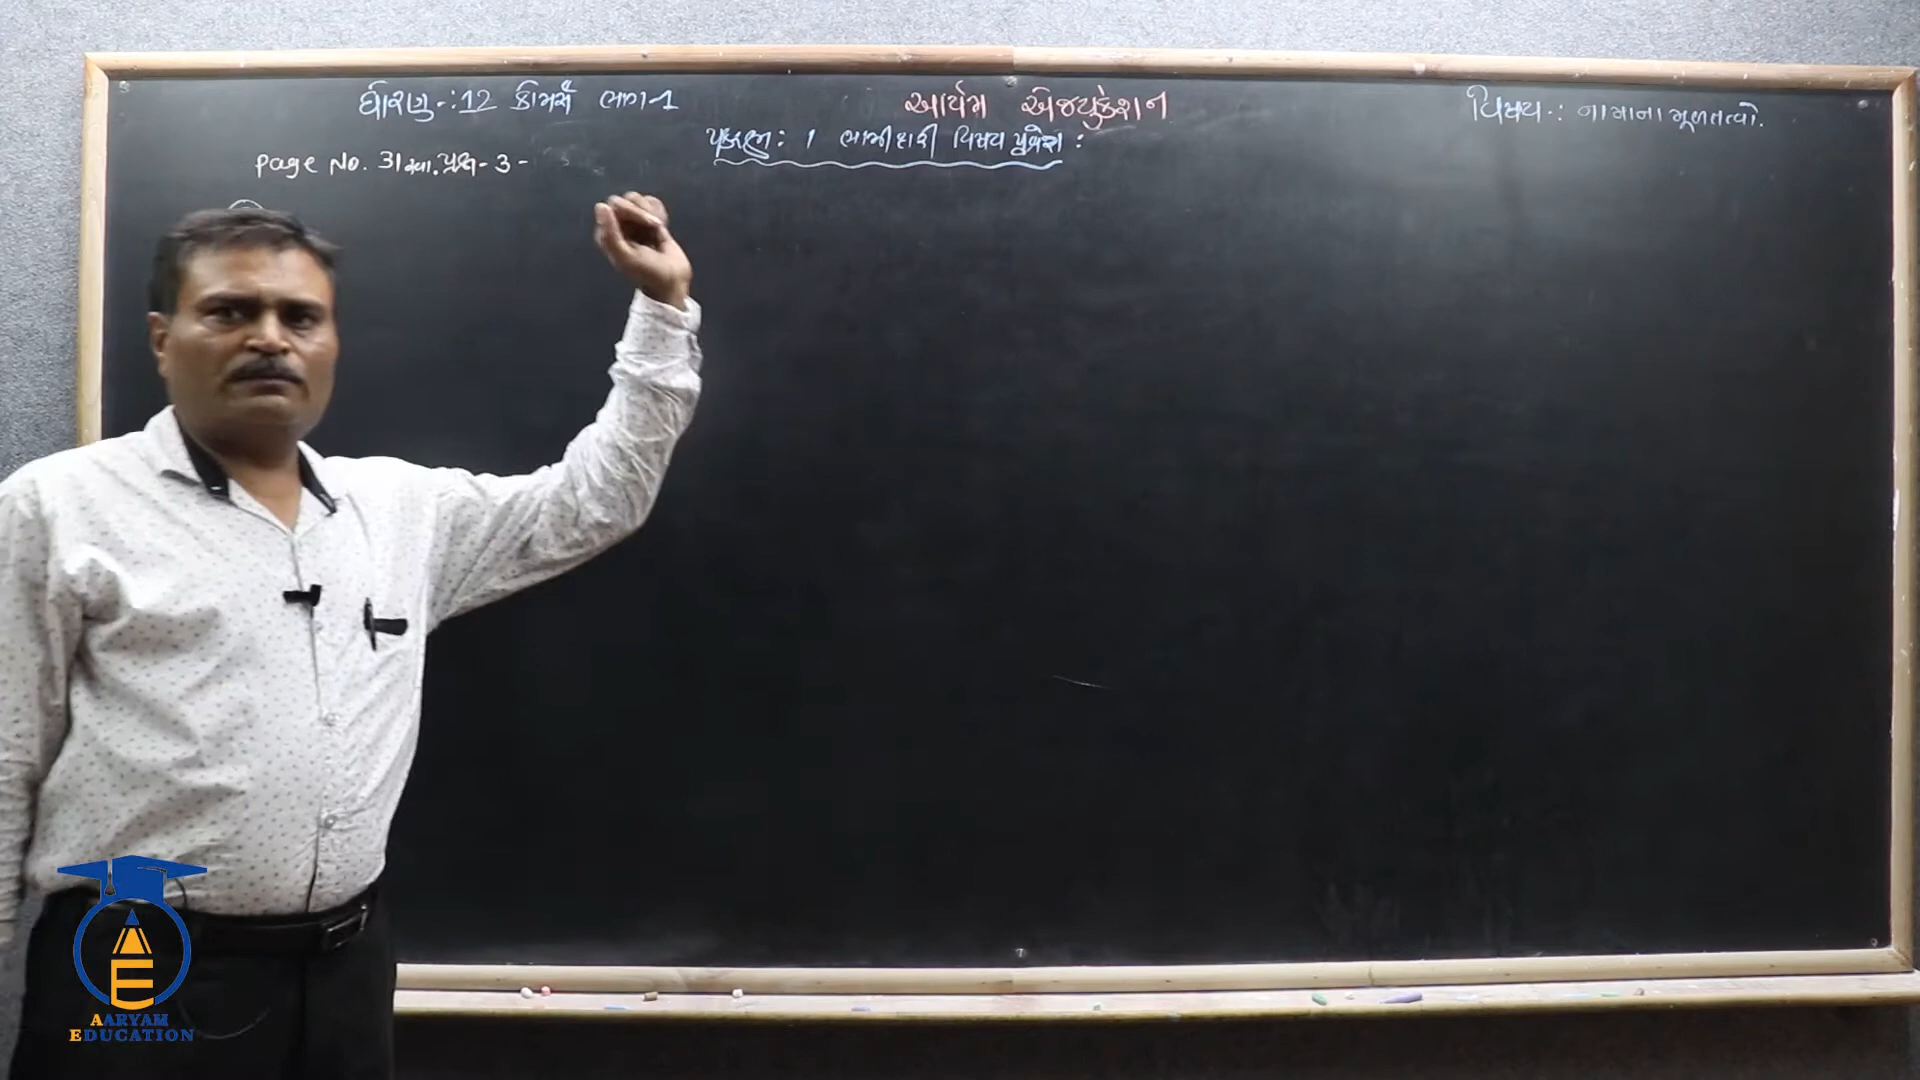 ધોરણ -: 12 કોમર્સ ભાગ-1
આર્યમ એજ્યુકેશન
વિષય -: નામાના મૂળતત્વો.
પ્રકરણ : 1 ભાગીદારી વિષય પ્રવેશ :
Page No. 31 સ્વા. પ્રશ્ન - 3 -
AARYAM
EDUCATION